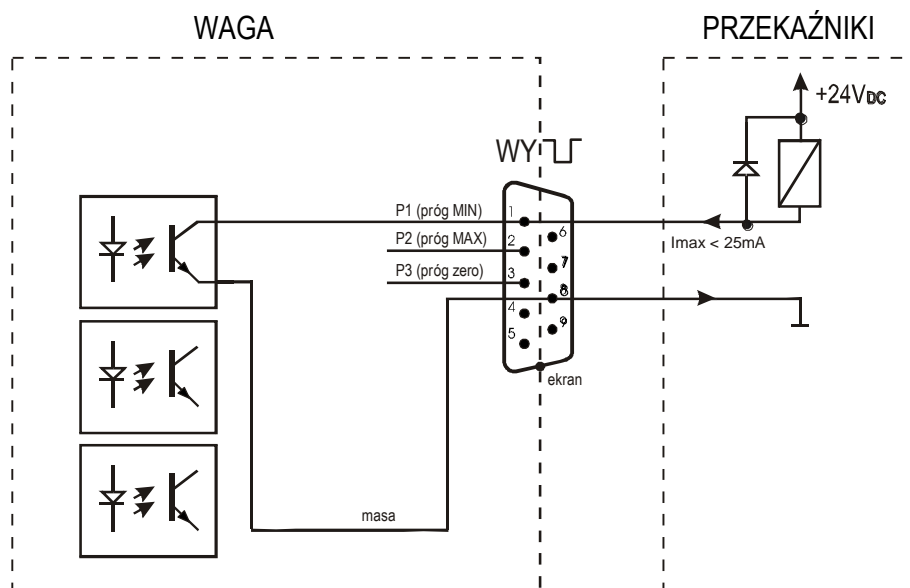 WAGA
PRZEKAŹNIKI
+24VDC
WY
P1 (próg MIN)
P2 (próg MAX)
P3 (próg zero)
1
2
3
4
5
6
7
8
9
Imax < 25mA
ekran
masa